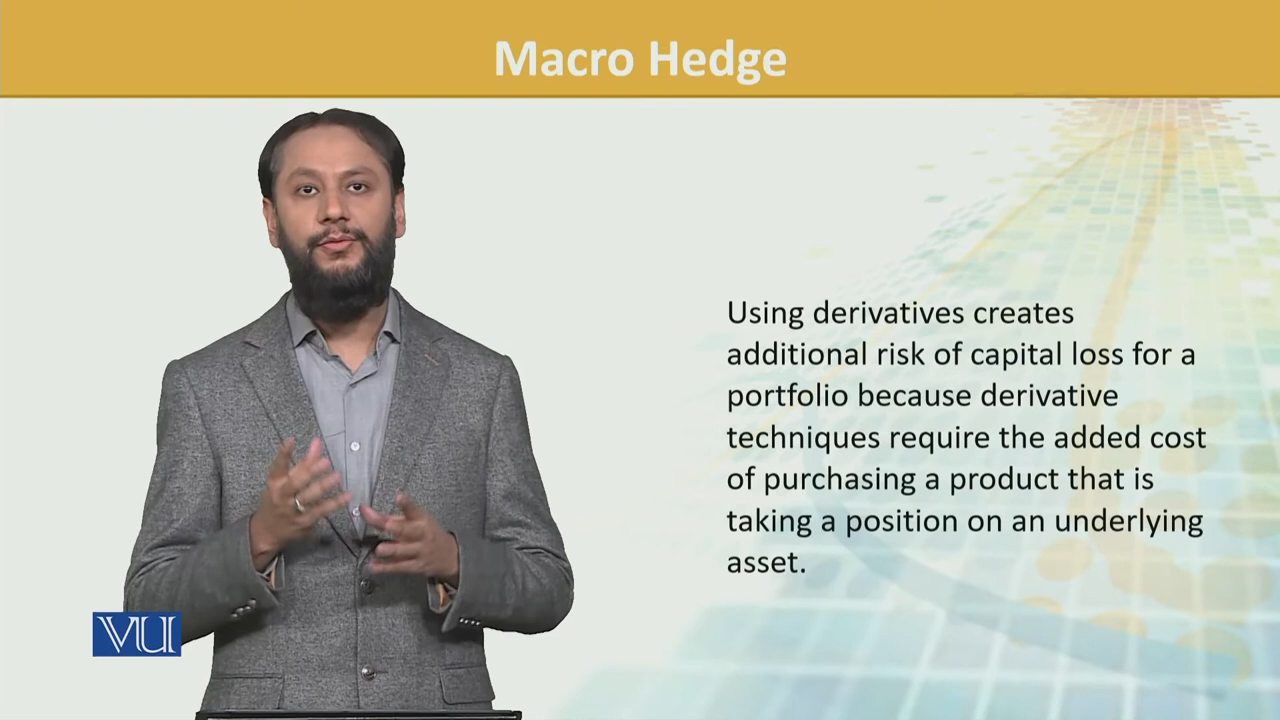 Macro Hedge
Using derivatives creates
additional risk of capital loss for a
portfolio because derivative
techniques require the added cost
of purchasing a product that is
taking a position on an underlying
asset.
VU